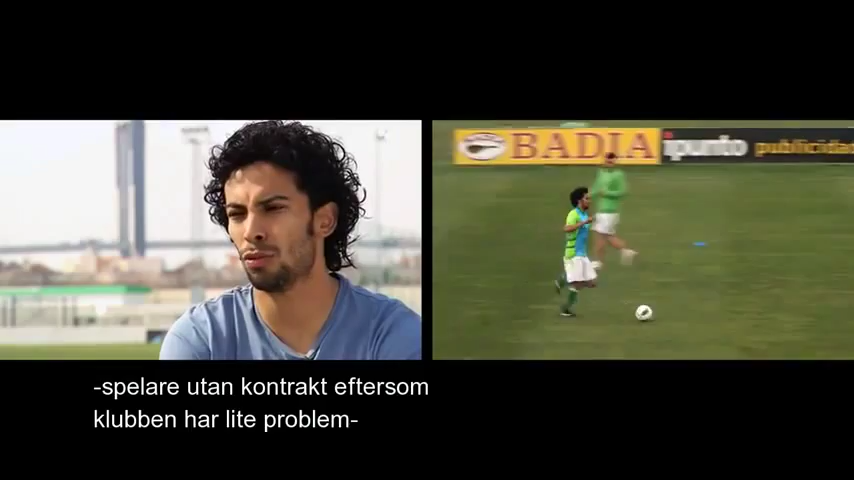 BADIA
ipunto publicidad
-spelare utan kontrakt eftersom
klubben har lite problem-